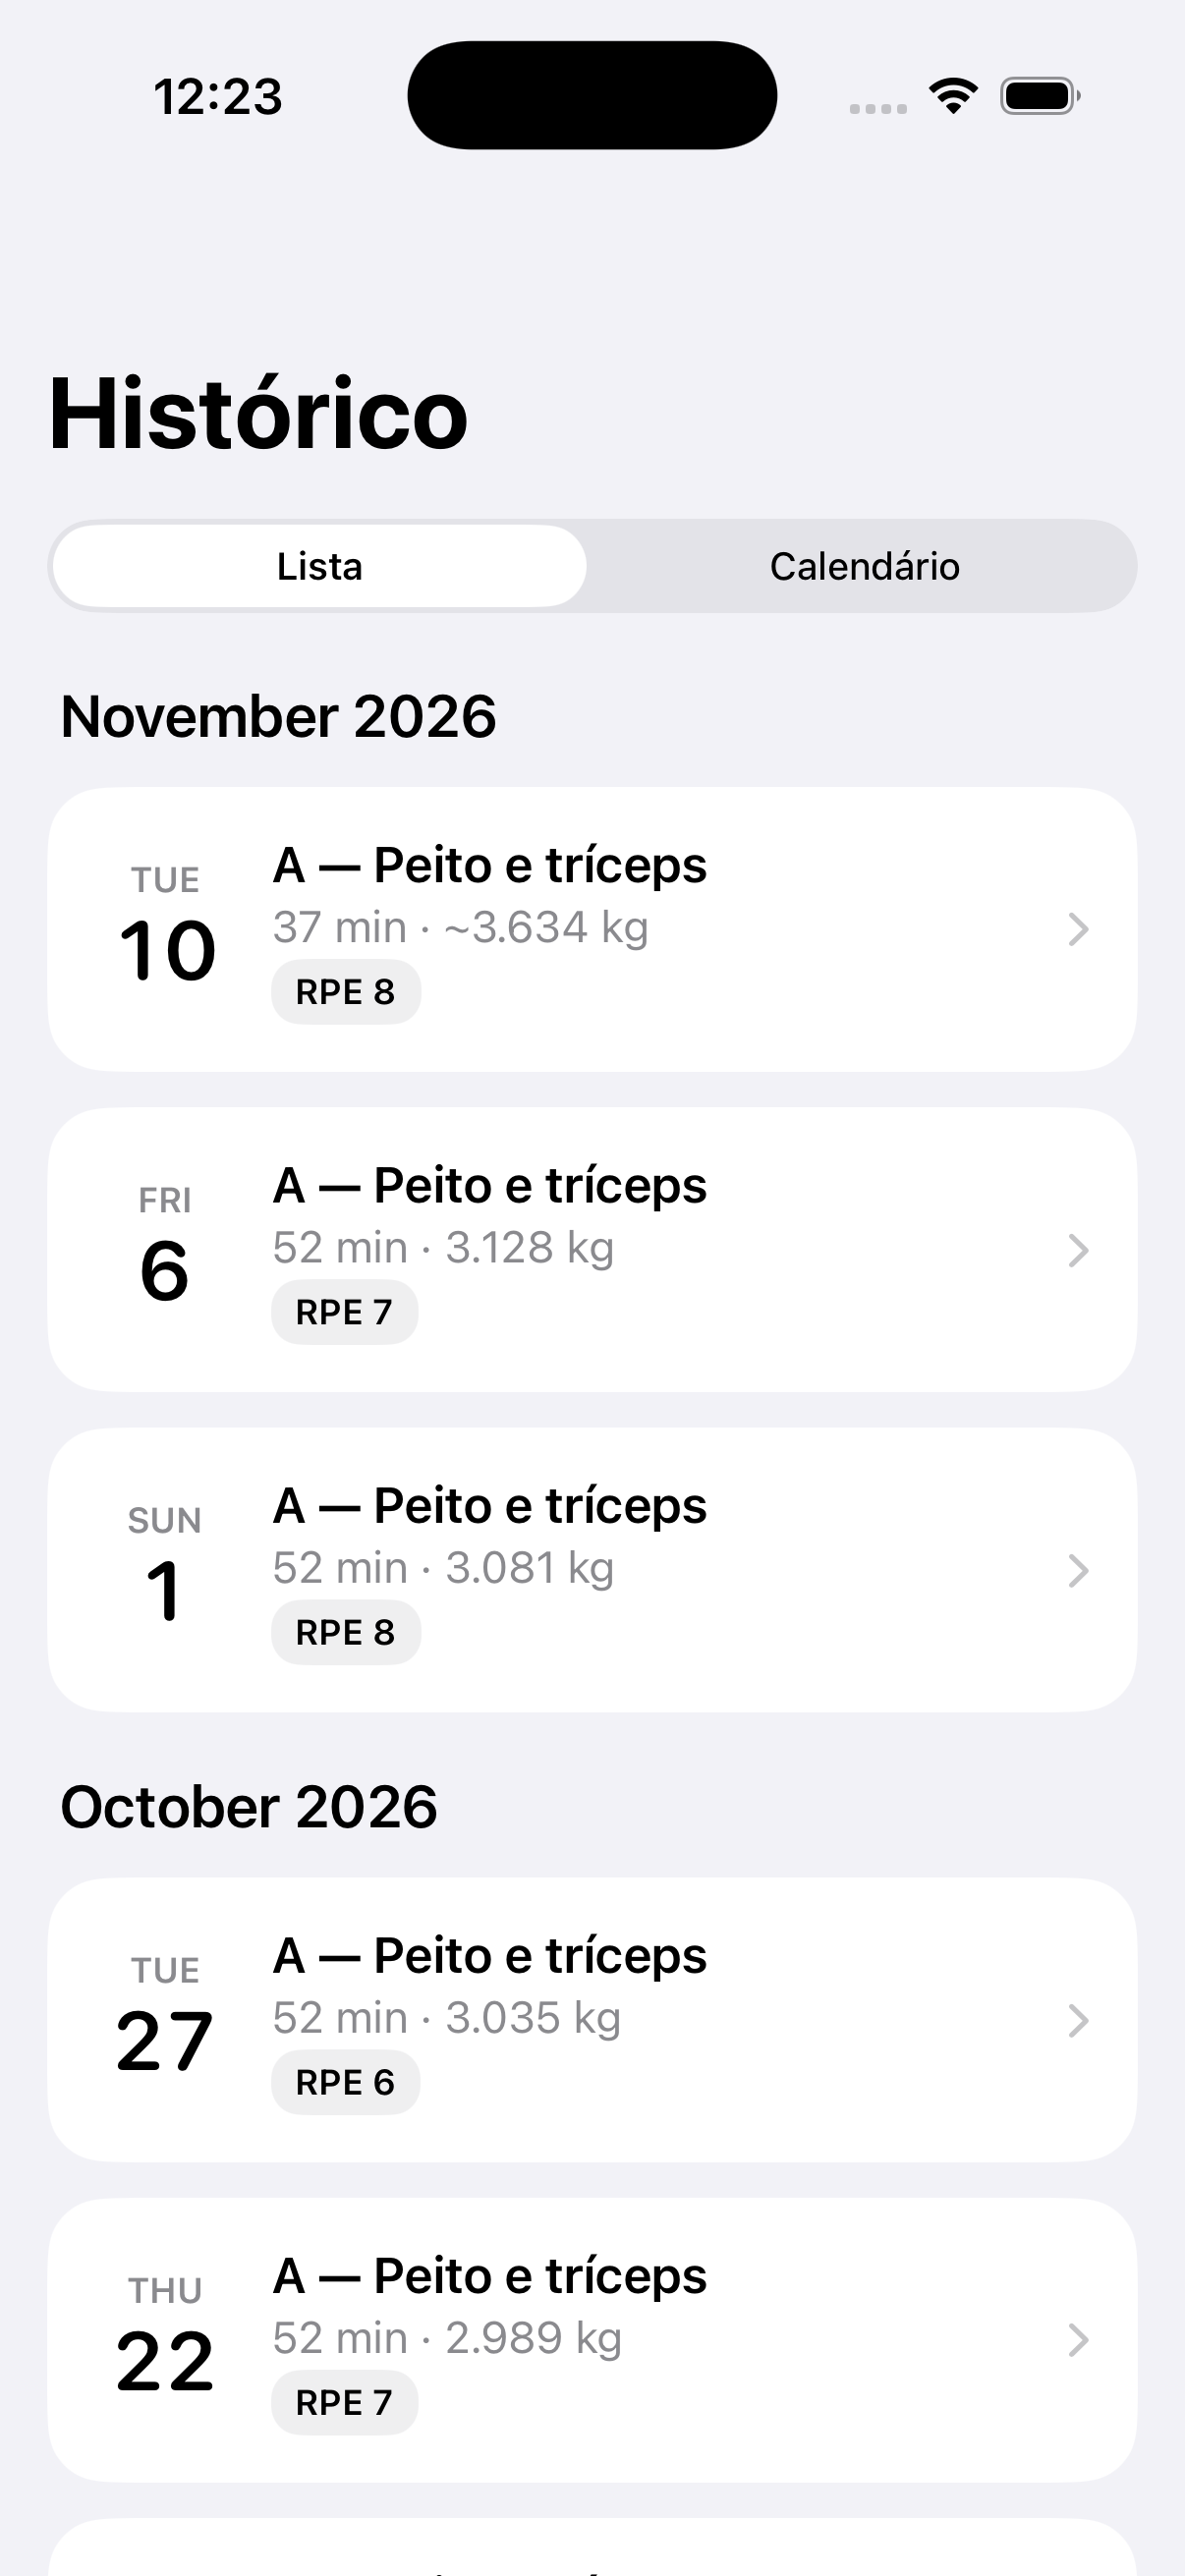 12:23
Histórico
Lista
Calendário
November 2026
TUE
10
A — Peito e tríceps
37 min · ~3.634 kg
RPE 8
FRI
6
A — Peito e tríceps
52 min · 3.128 kg
RPE 7
SUN
1
A — Peito e tríceps
52 min · 3.081 kg
RPE 8
October 2026
TUE
27
A — Peito e tríceps
52 min · 3.035 kg
RPE 6
THU
22
A — Peito e tríceps
52 min · 2.989 kg
RPE 7